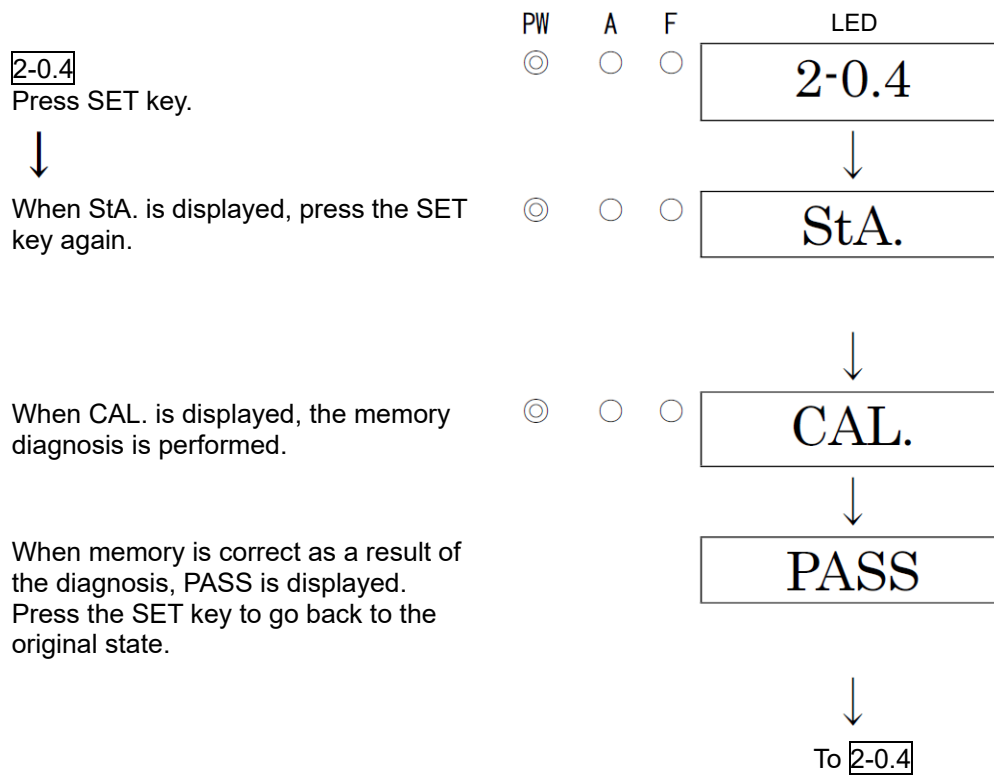 PW A F LED
2-0.4
Press SET key.
2-0.4
When StA. is displayed, press the SET
key again.
StA.
When CAL. is displayed, the memory
diagnosis is performed.
CAL.
When memory is correct as a result of
the diagnosis, PASS is displayed.
Press the SET key to go back to the
original state.
PASS
To 2-0.4